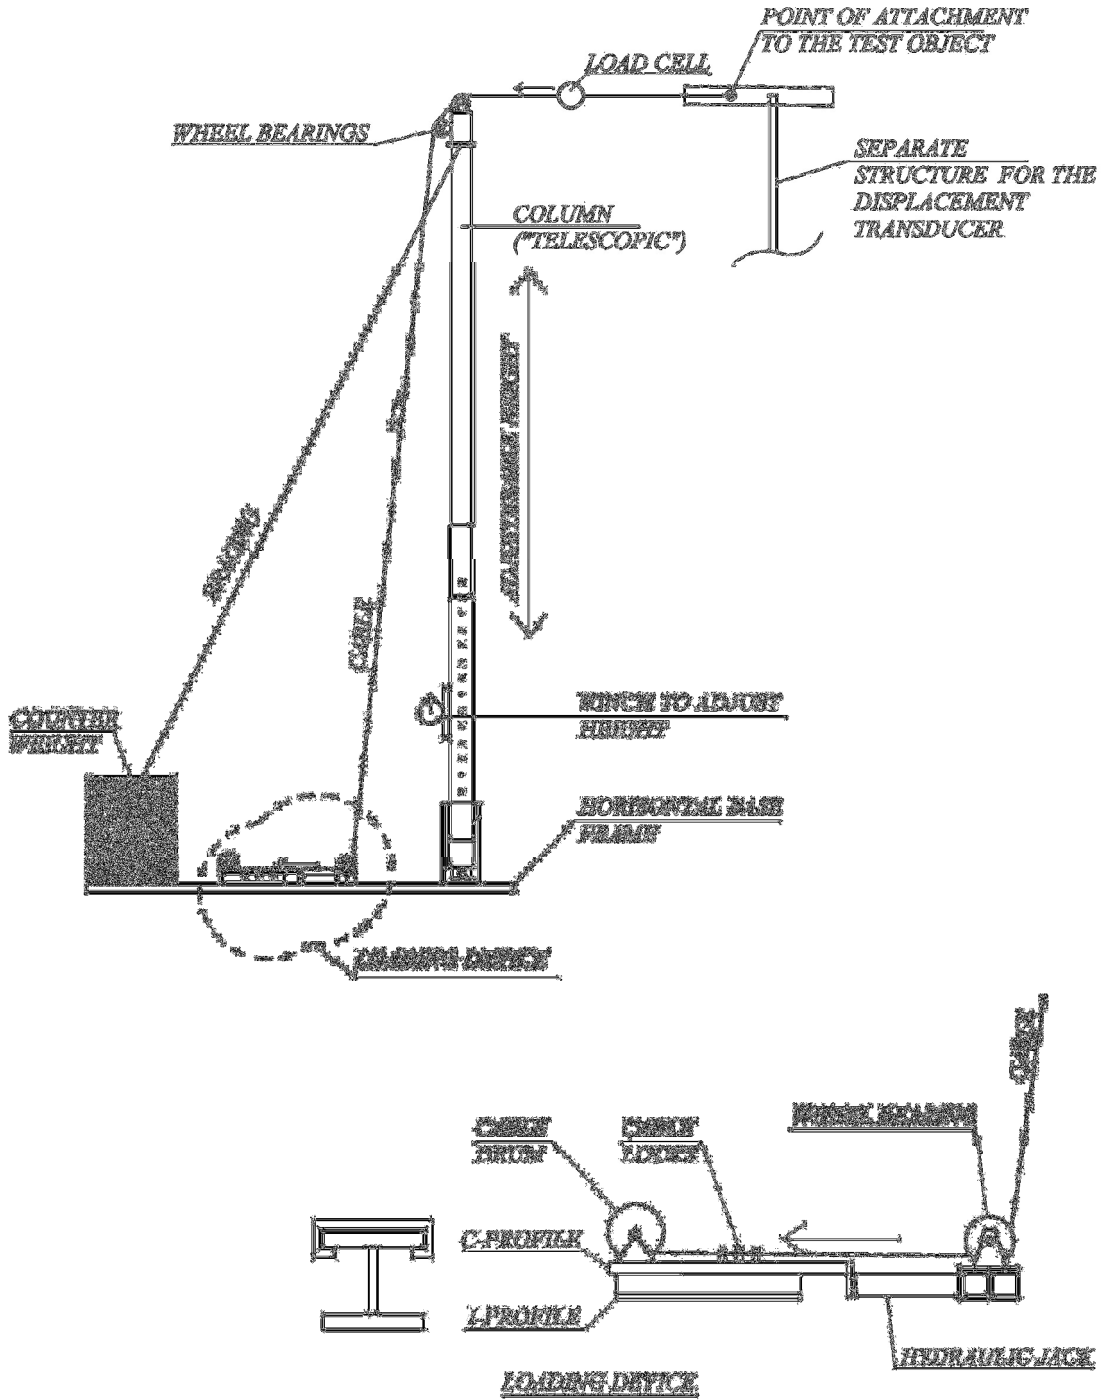 POINT OF ATTACHMENT
TO THE TEST OBJECT
LOAD CELL
WHEEL BEARINGS
SEPARATE
STRUCTURE FOR THE
DISPLACEMENT
TRANSDUCER
COLUMN
("TELESCOPIC")
ADJUSTABLE HEIGHT
BRACING
CABLE
COUNTER
WEIGHT
WINCH TO ADJUST
HEIGHT
HORIZONTAL BASE
FRAME
LOADING DEVICE
CABLE
WHEEL BEARING
CABLE
DRUM
CABLE
C-PROFILE
I-PROFILE
HYDRAULIC JACK
LOADING DEVICE